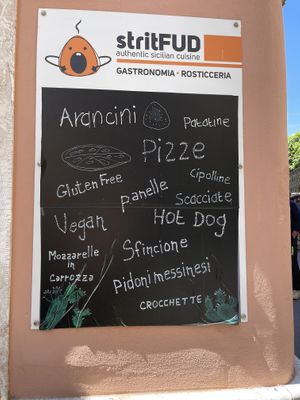 stritFUD
authentic sicilian cuisine
GASTRONOMIA • ROSTICCERIA
Arancini
Patatine
Pizze
Cipolline
Gluten Free
Panelle
Scacciate
Vegan
Hot Dog
Mozzarelle
in
Carrozza
Sfincione
Pidoni messinesi
CROCCHETTE